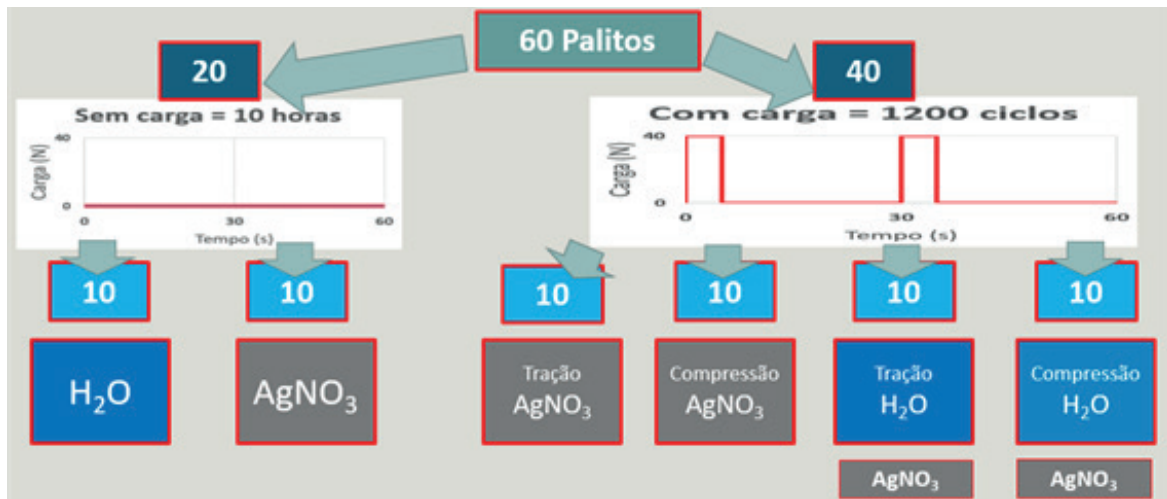 60 Palitos
20
40
Sem carga = 10 horas
Carga (N)
40
0
0
30
60
Tempo (s)
Com carga = 1200 ciclos
Carga (N)
40
0
0
30
60
Tempo (s)
10
10
10
10
10
10
H₂O
AgNO₃
Tração
AgNO₃
Compressão
AgNO₃
Tração
H₂O
Compressão
H₂O
AgNO₃
AgNO₃